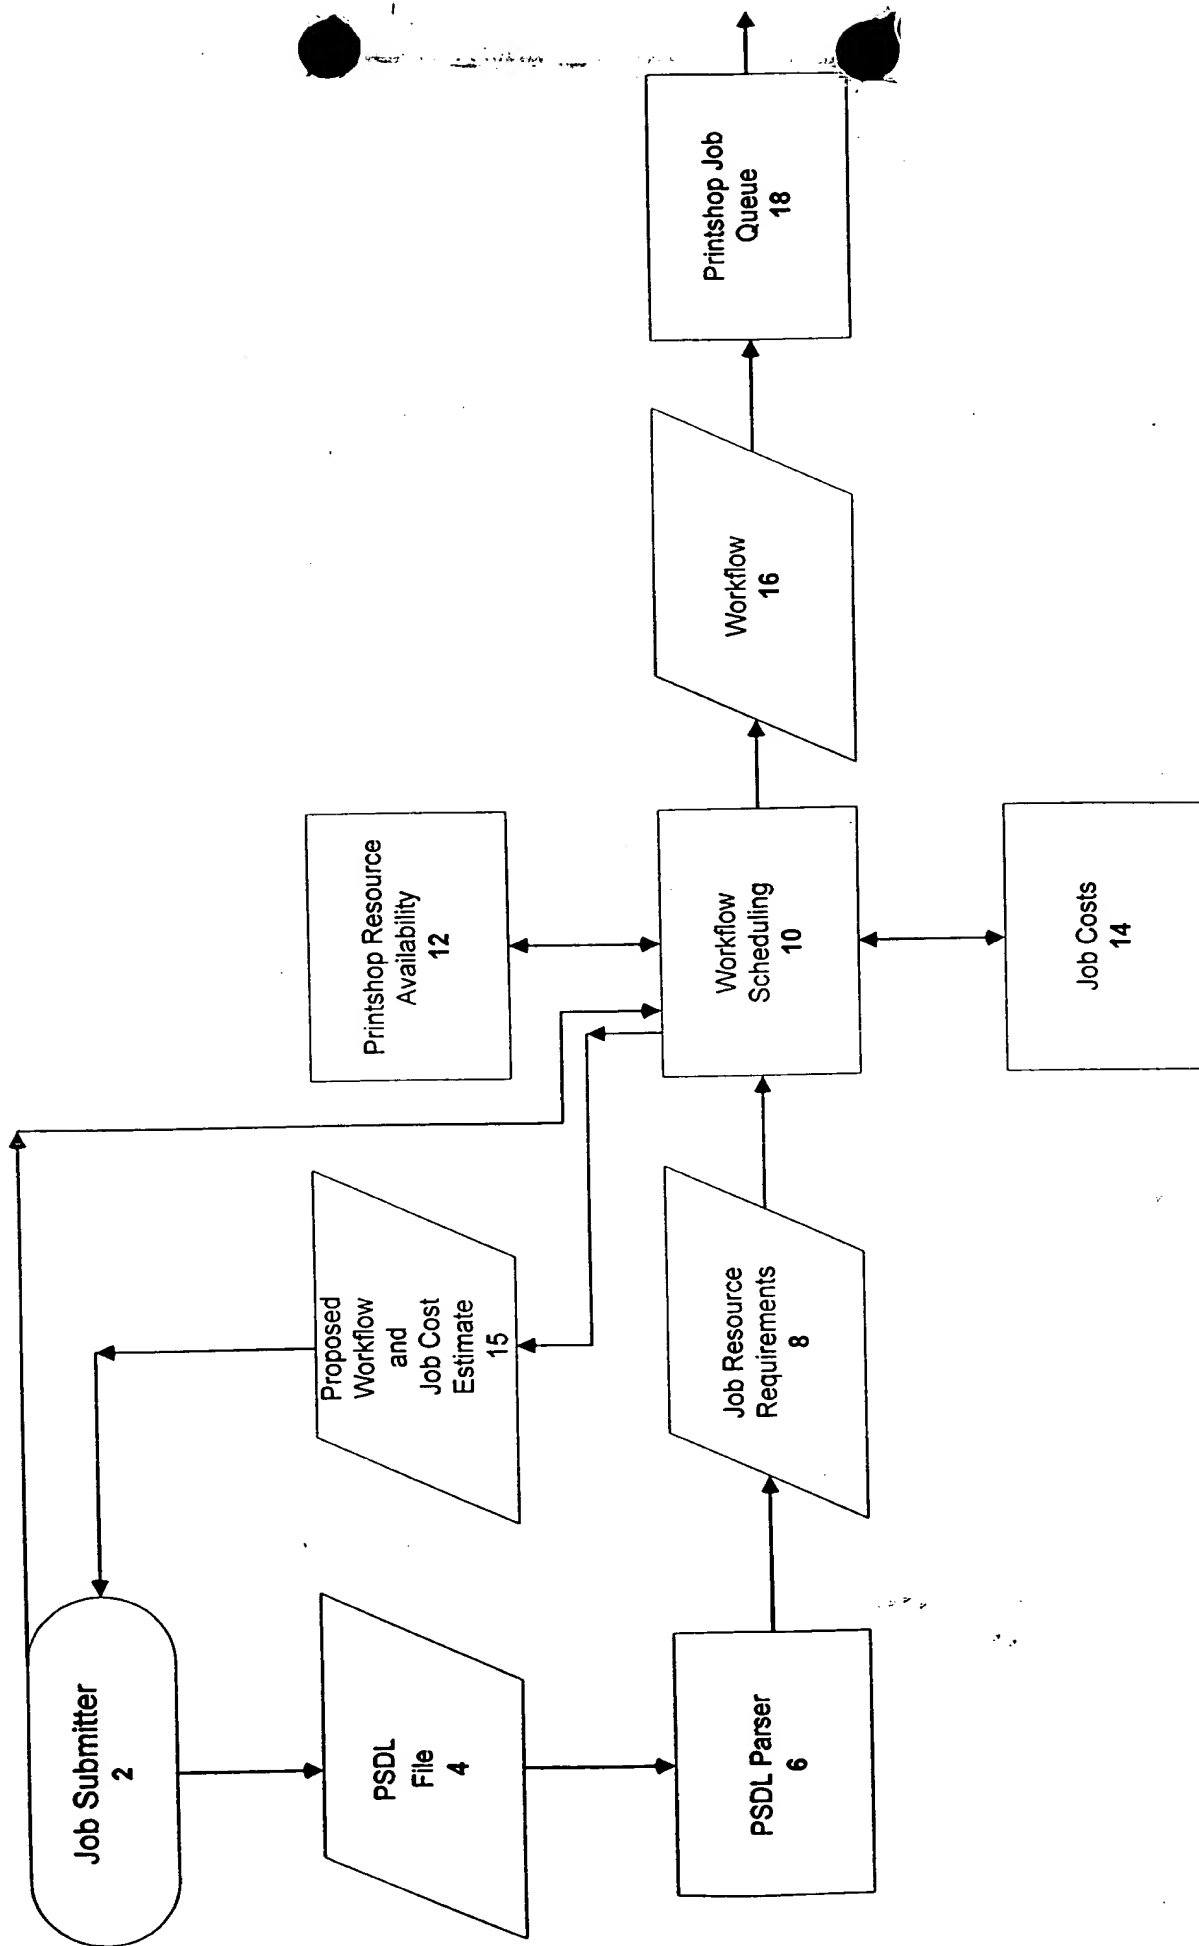 Job Submitter
2
PSDL
File
4
PSDL Parser
6
Proposed
Workflow
and
Job Cost
Estimate
15
Job Resource
Requirements
8
Printshop Resource
Availability
12
Workflow
Scheduling
10
Job Costs
14
Workflow
16
Printshop Job
Queue
18